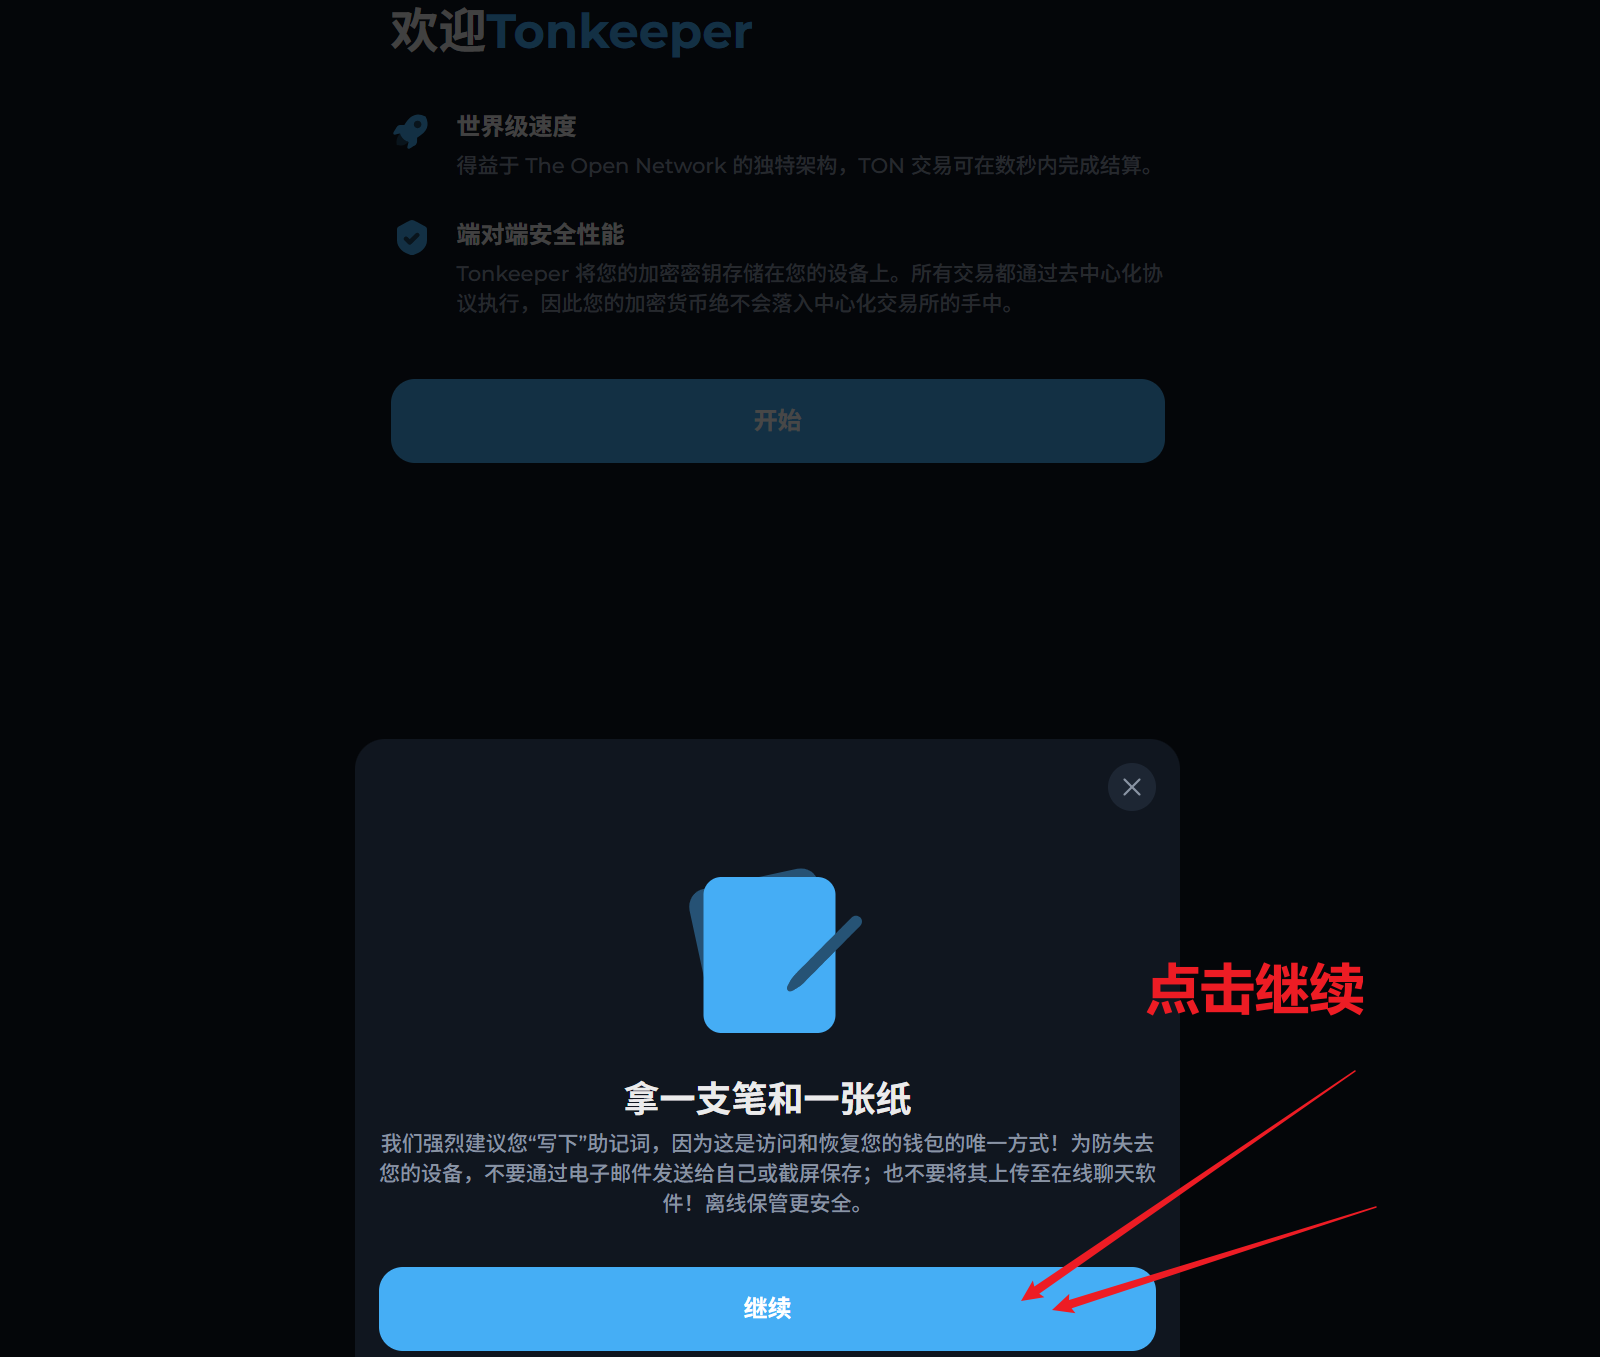 欢迎Tonkeeper
世界级速度
得益于 The Open Network 的独特架构，TON 交易可在数秒内完成结算。
端对端安全性能
Tonkeeper 将您的加密密钥存储在您的设备上。所有交易都通过去中心化协
议执行，因此您的加密货币绝不会落入中心化交易所的手中。
开始
点击继续
拿一支笔和一张纸
我们强烈建议您“写下”助记词，因为这是访问和恢复您的钱包的唯一方式！为防失去
您的设备，不要通过电子邮件发送给自己或截屏保存；也不要将其上传至在线聊天软
件！离线保管更安全。
继续